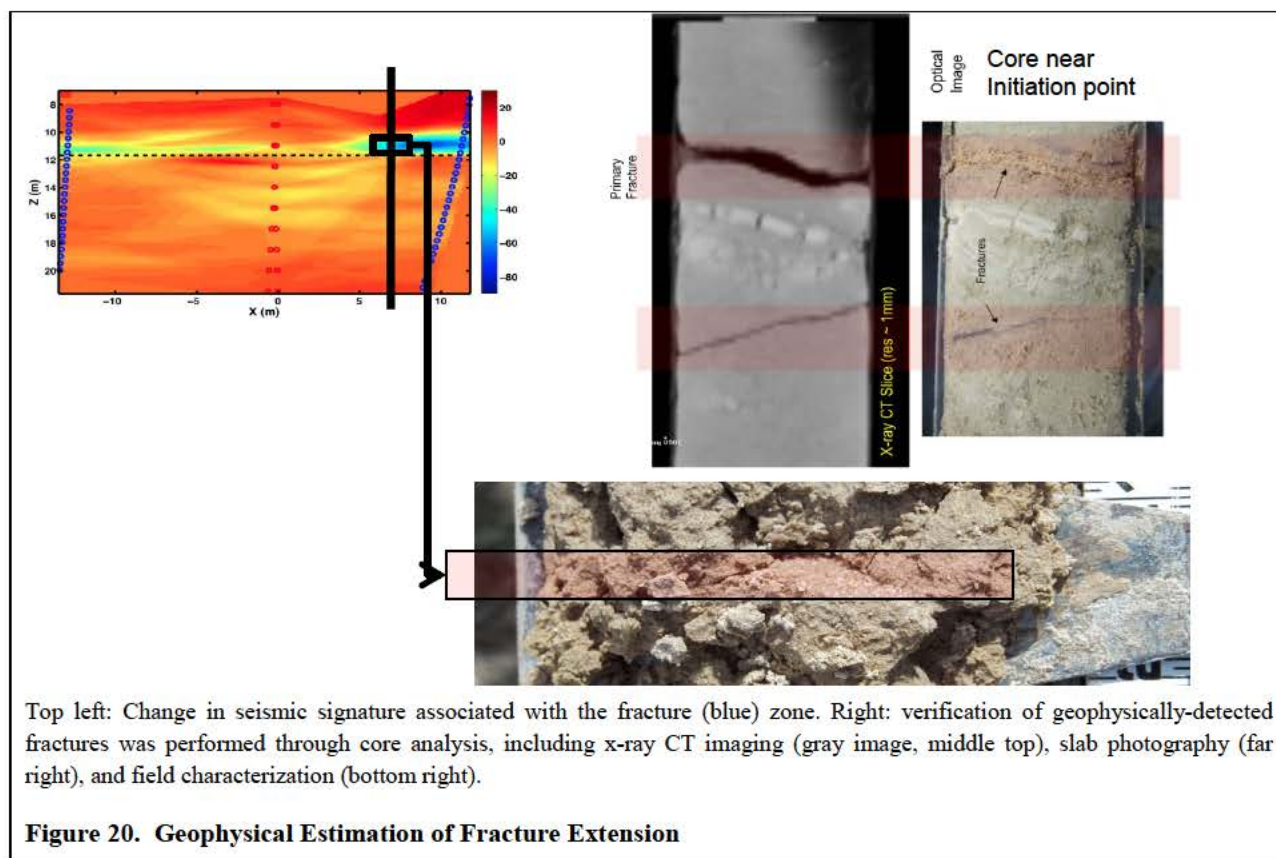 8
10
12
14
16
18
20
Z (m)
−10
−5
0
5
10
X (m)
20
0
−20
−40
−60
−80
Primary
Fracture
X-ray CT Slice (res ~ 1mm)
Optical
Image
Core near
Initiation point
Fractures
Top left: Change in seismic signature associated with the fracture (blue) zone. Right: verification of geophysically-detected
fractures was performed through core analysis, including x-ray CT imaging (gray image, middle top), slab photography (far
right), and field characterization (bottom right).
Figure 20. Geophysical Estimation of Fracture Extension